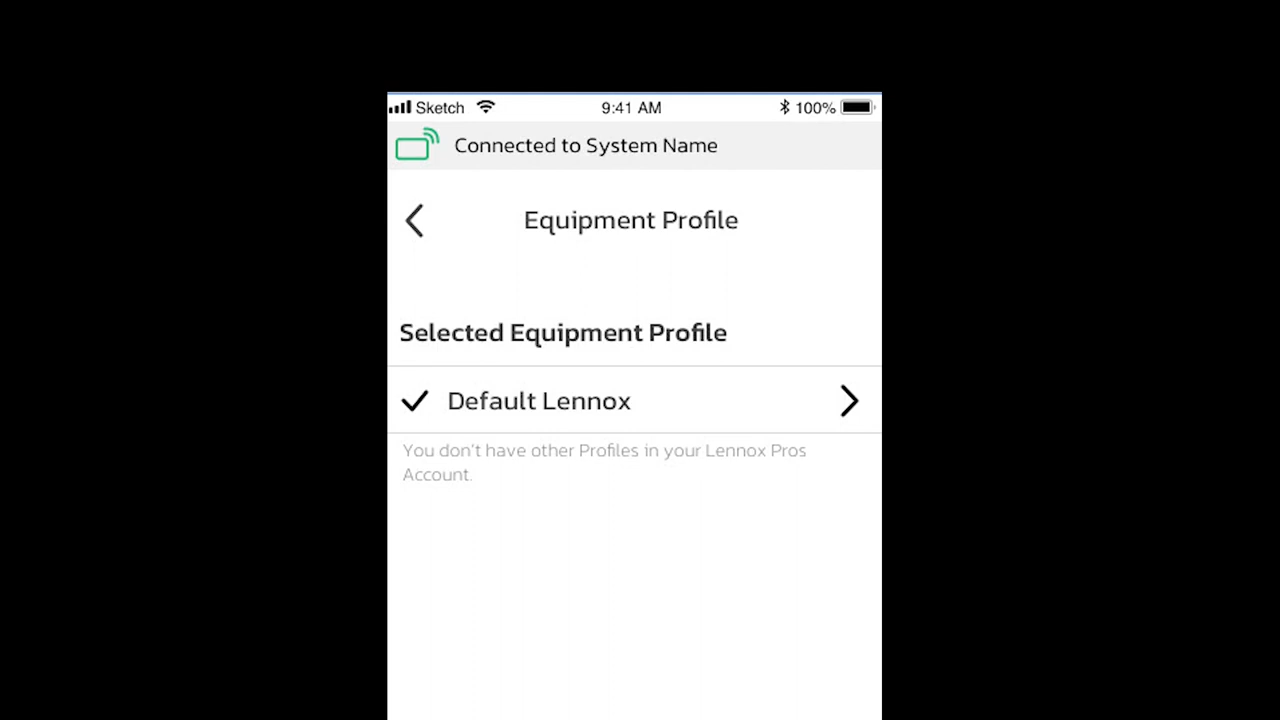 Sketch 9:41 AM 100%
Connected to System Name
Equipment Profile
Selected Equipment Profile
Default Lennox
You don't have other Profiles in your Lennox Pros
Account.